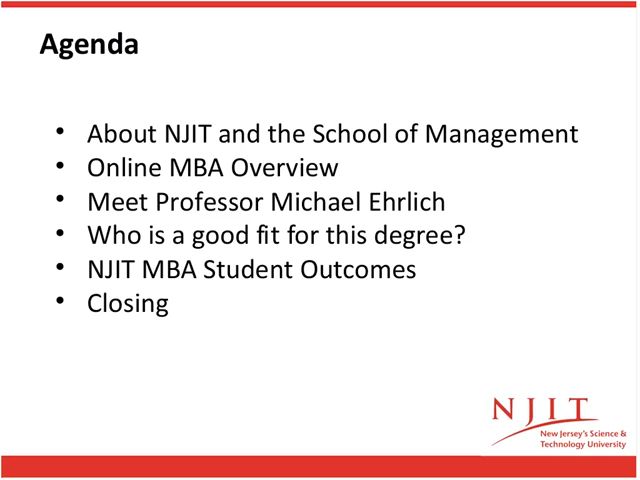 Agenda
• About NJIT and the School of Management
• Online MBA Overview
• Meet Professor Michael Ehrlich
• Who is a good fit for this degree?
• NJIT MBA Student Outcomes
• Closing
NJIT
New Jersey's Science &
Technology University